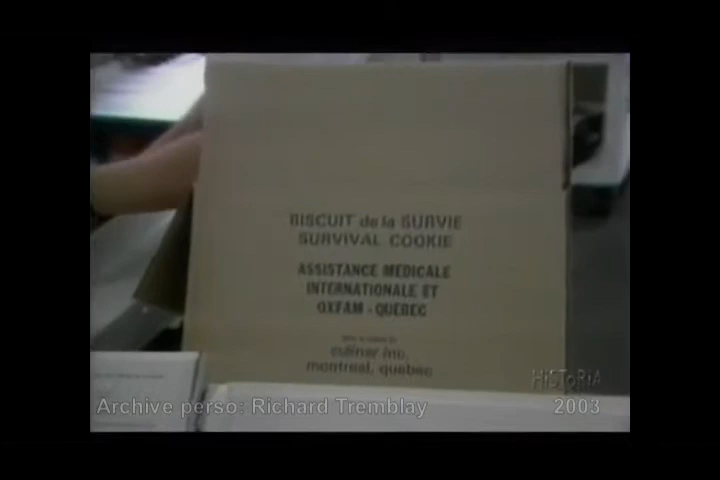 BISCUIT de la SURVIE
SURVIVAL COOKIE
ASSISTANCE MEDICALE
INTERNATIONALE ET
OXFAM - QUEBEC
culinar inc.
montreal, quebec
HiSToRiA
Archive perso: Richard Tremblay
2003